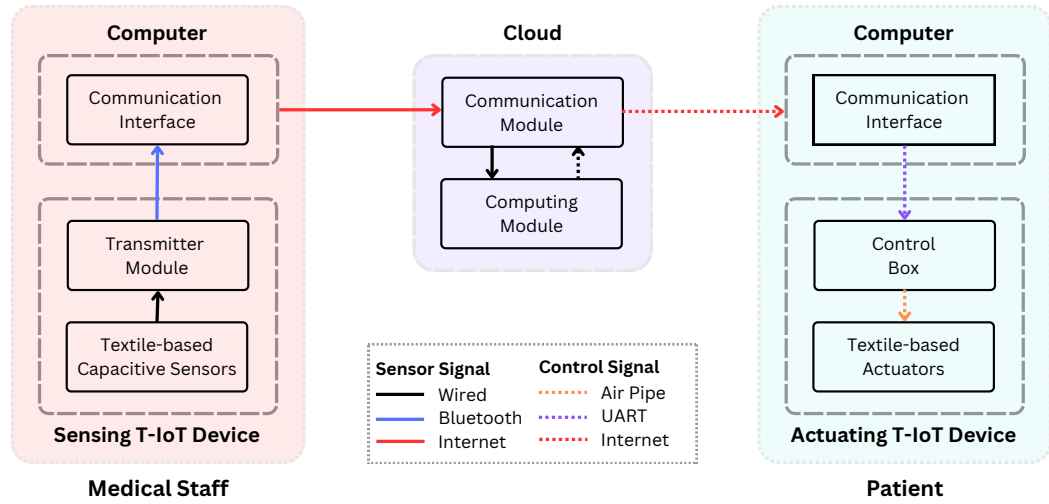 Computer
Communication
Interface
Transmitter
Module
Textile-based
Capacitive Sensors
Sensing T-IoT Device
Medical Staff
Cloud
Communication
Module
Computing
Module
Sensor Signal
Wired
Bluetooth
Internet
Control Signal
Air Pipe
UART
Internet
Computer
Communication
Interface
Control
Box
Textile-based
Actuators
Actuating T-IoT Device
Patient